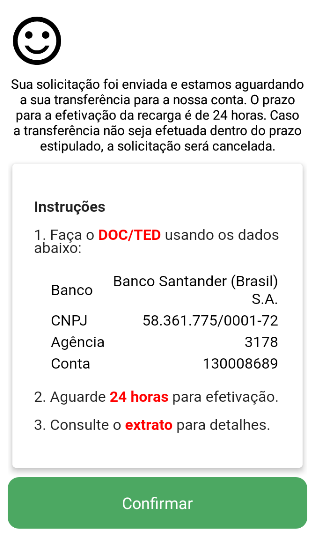 Sua solicitação foi enviada e estamos aguardando
a sua transferência para a nossa conta. O prazo
para a efetivação da recarga é de 24 horas. Caso
a transferência não seja efetuada dentro do prazo
estipulado, a solicitação será cancelada.
Instruções
1. Faça o DOC/TED usando os dados
abaixo:
Banco Banco Santander (Brasil)
S.A.
CNPJ 58.361.775/0001-72
Agência 3178
Conta 130008689
2. Aguarde 24 horas para efetivação.
3. Consulte o extrato para detalhes.
Confirmar